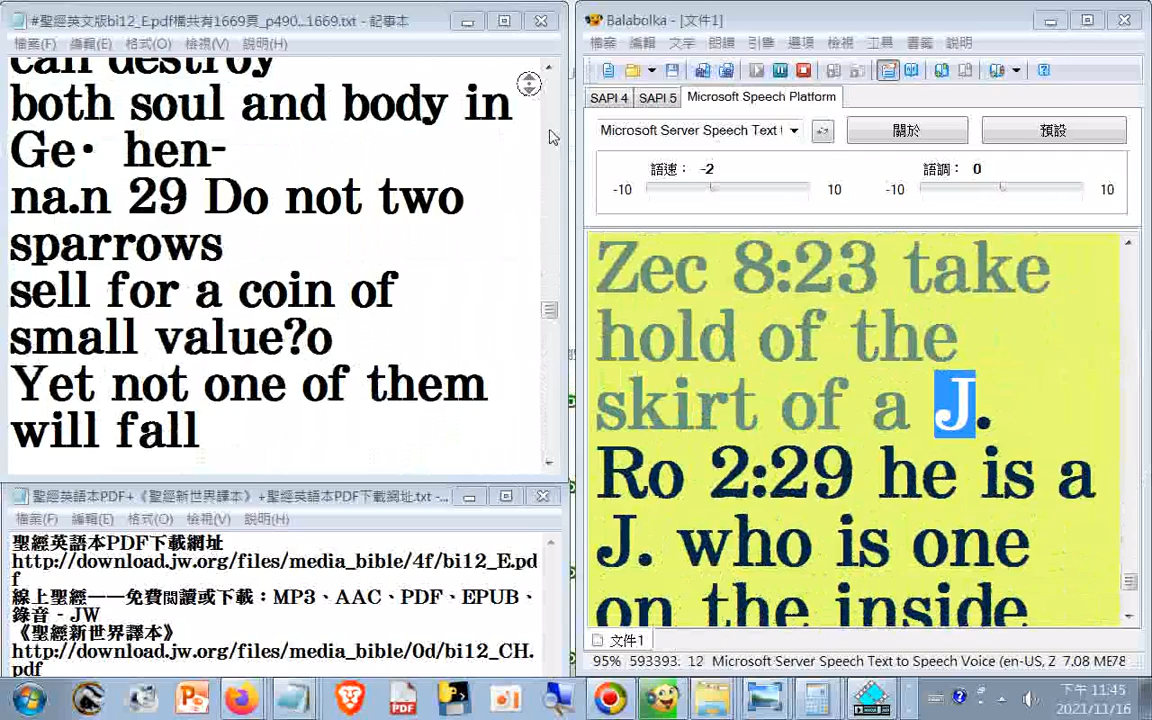 #聖經英文版bi12_E.pdf橫共有1669頁_p490...1669.txt - 記事本
檔案(F) 編輯(E) 格式(O) 檢視(V) 說明(H)
can destroy
both soul and body in
Ge· hen-
na.n 29 Do not two
sparrows
sell for a coin of
small value?o
Yet not one of them
will fall
聖經英語本PDF+《聖經新世界譯本》+聖經英語本PDF下載網址.txt - ...
檔案(F) 編輯(E) 格式(O) 檢視(V) 說明(H)
聖經英語本PDF下載網址
http://download.jw.org/files/media_bible/4f/bi12_E.pd
f
線上聖經——免費閱讀或下載：MP3、AAC、PDF、EPUB、
錄音 - JW
《聖經新世界譯本》
http://download.jw.org/files/media_bible/0d/bi12_CH.
pdf
Balabolka - [文件1]
檔案 編輯 文字 朗讀 引擎 選項 檢視 工具 書籤 說明
SAPI 4 SAPI 5 Microsoft Speech Platform
Microsoft Server Speech Text 關於 預設
語速： -2 語調： 0
-10 10 -10 10
Zec 8:23 take
hold of the
skirt of a J.
Ro 2:29 he is a
J. who is one
on the inside
文件1
95% 593393: 12 Microsoft Server Speech Text to Speech Voice (en-US, Z 7.08 ME78
PDF
下午 11:45
2021/11/16